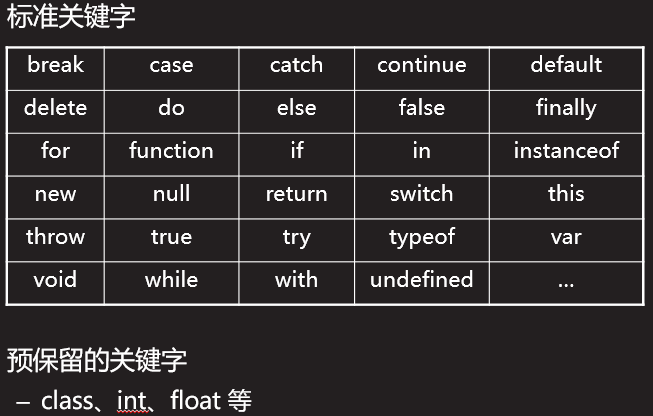 标准关键字
break case catch continue default
delete do else false finally
for function if in instanceof
new null return switch this
throw true try typeof var
void while with undefined ...
预保留的关键字
– class、int、float 等